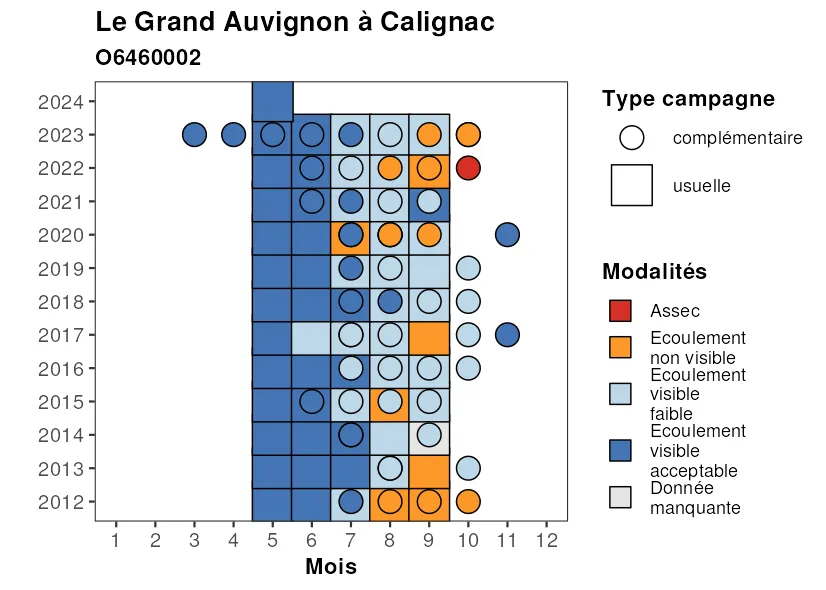 Le Grand Auvignon à Calignac
O6460002
2024
2023
2022
2021
2020
2019
2018
2017
2016
2015
2014
2013
2012
1 2 3 4 5 6 7 8 9 10 11 12
Mois
Type campagne
complémentaire
usuelle
Modalités
Assec
Ecoulement
non visible
Ecoulement
visible
faible
Ecoulement
visible
acceptable
Donnée
manquante